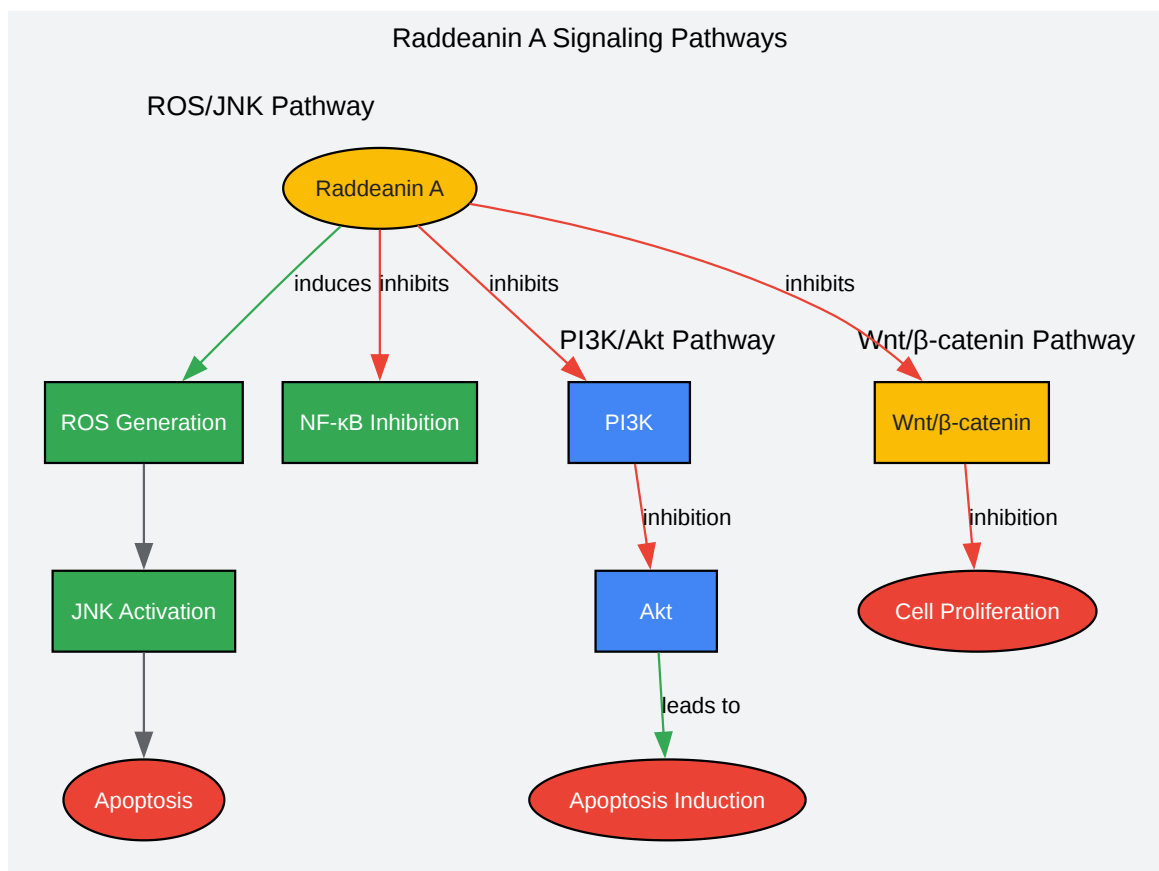 Raddeanin A Signaling Pathways
ROS/JNK Pathway
Raddeanin A
induces
inhibits
inhibits
inhibits
PI3K/Akt Pathway
Wnt/β-catenin Pathway
ROS Generation
NF-κB Inhibition
PI3K
Wnt/β-catenin
inhibition
inhibition
JNK Activation
Akt
Cell Proliferation
leads to
Apoptosis
Apoptosis Induction